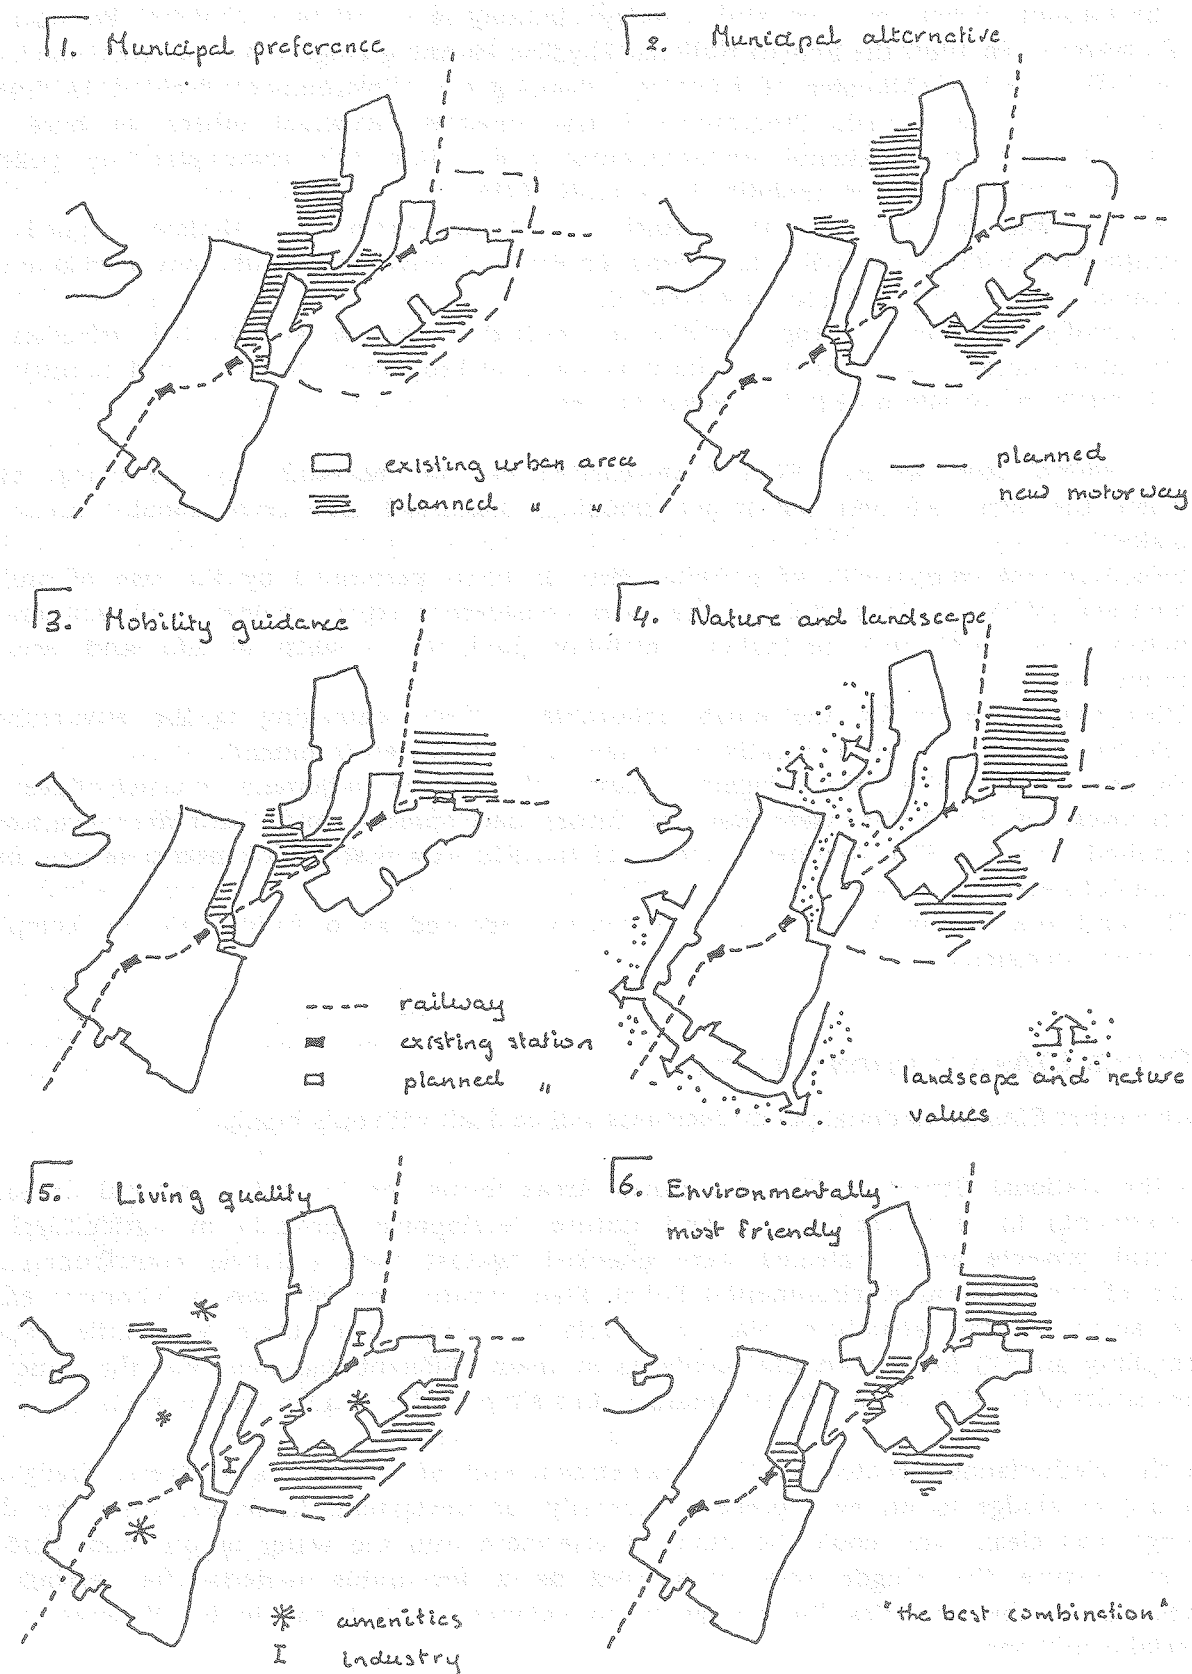 1. Municipal preference
2. Municipal alternative
existing urban area
planned " "
planned
new motorway
3. Mobility guidance
4. Nature and landscape
railway
existing station
planned "
landscape and nature
values
5. Living quality
6. Environmentally
most friendly
I
I
* amenities
I industry
"the best combination"